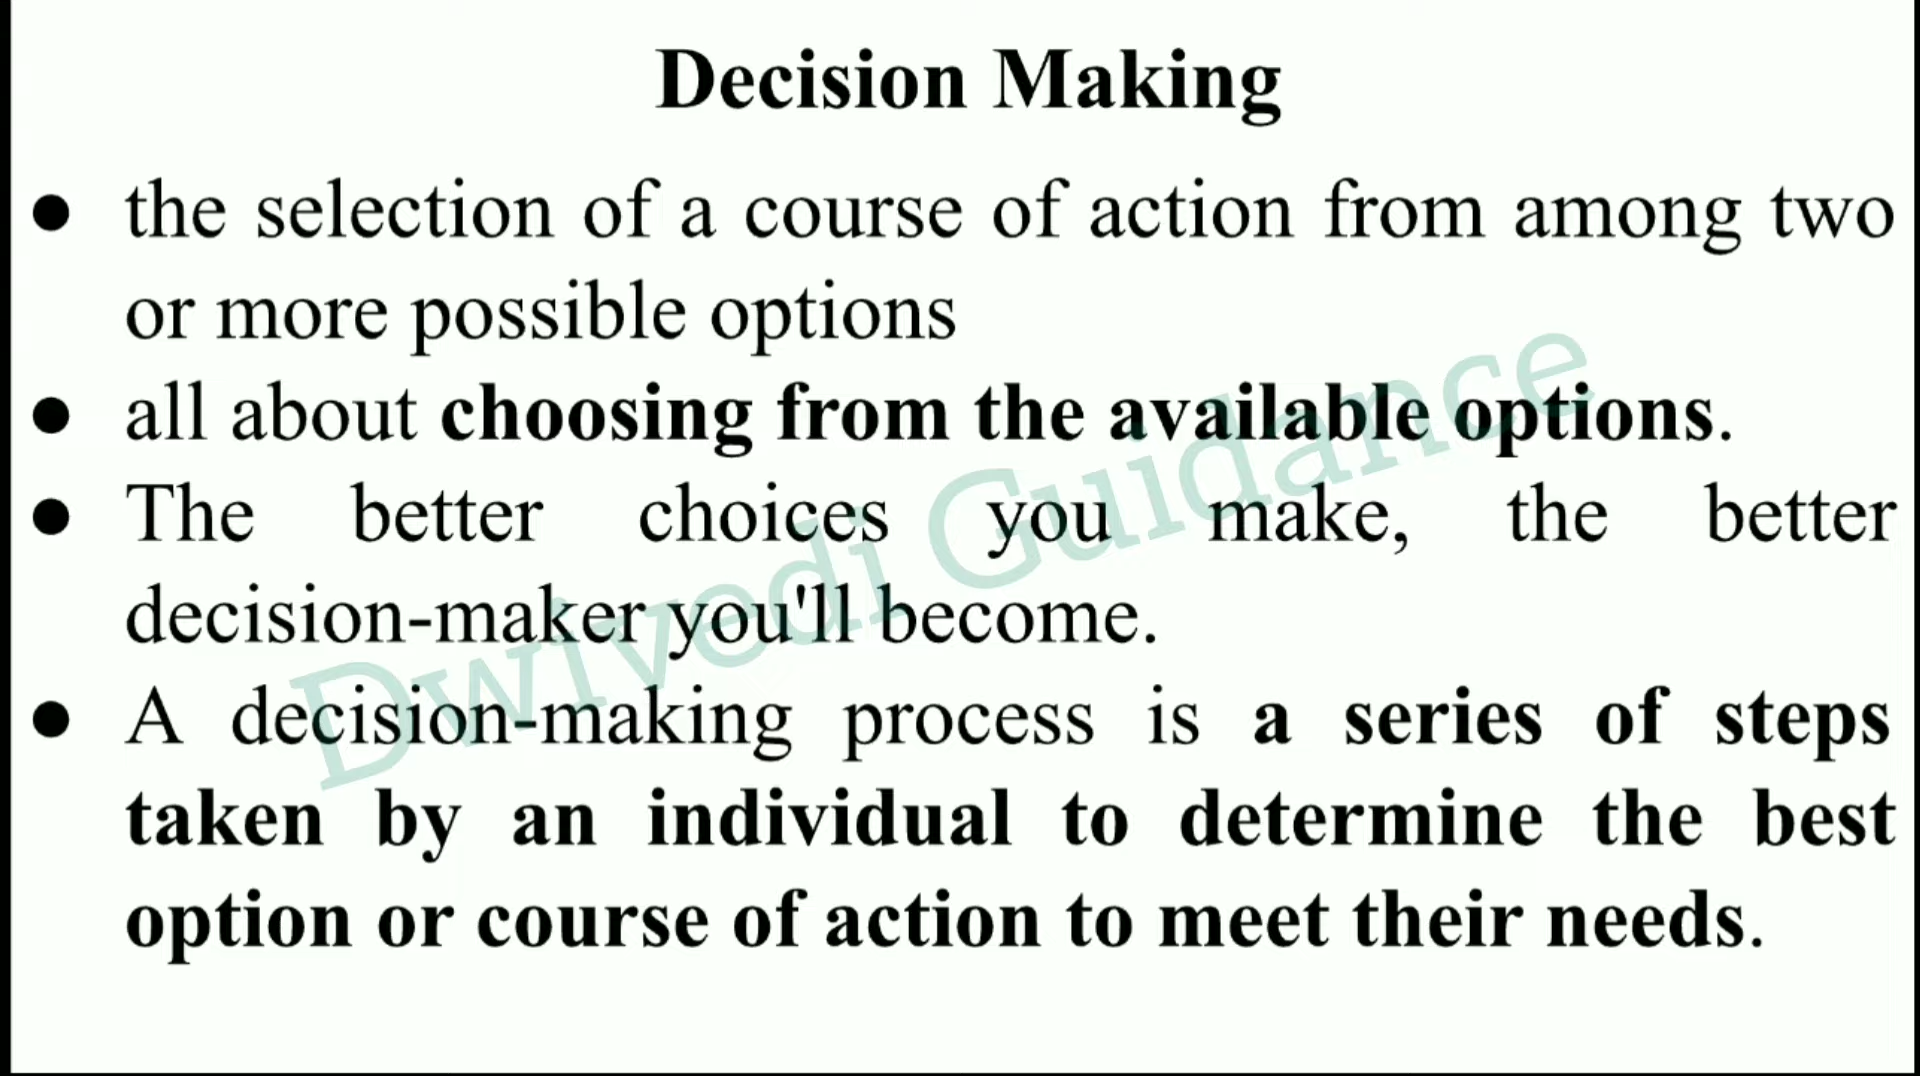 Decision Making
● the selection of a course of action from among two
or more possible options
● all about choosing from the available options.
● The better choices you make, the better
decision-maker you'll become.
● A decision-making process is a series of steps
taken by an individual to determine the best
option or course of action to meet their needs.
Dwivedi Guidance